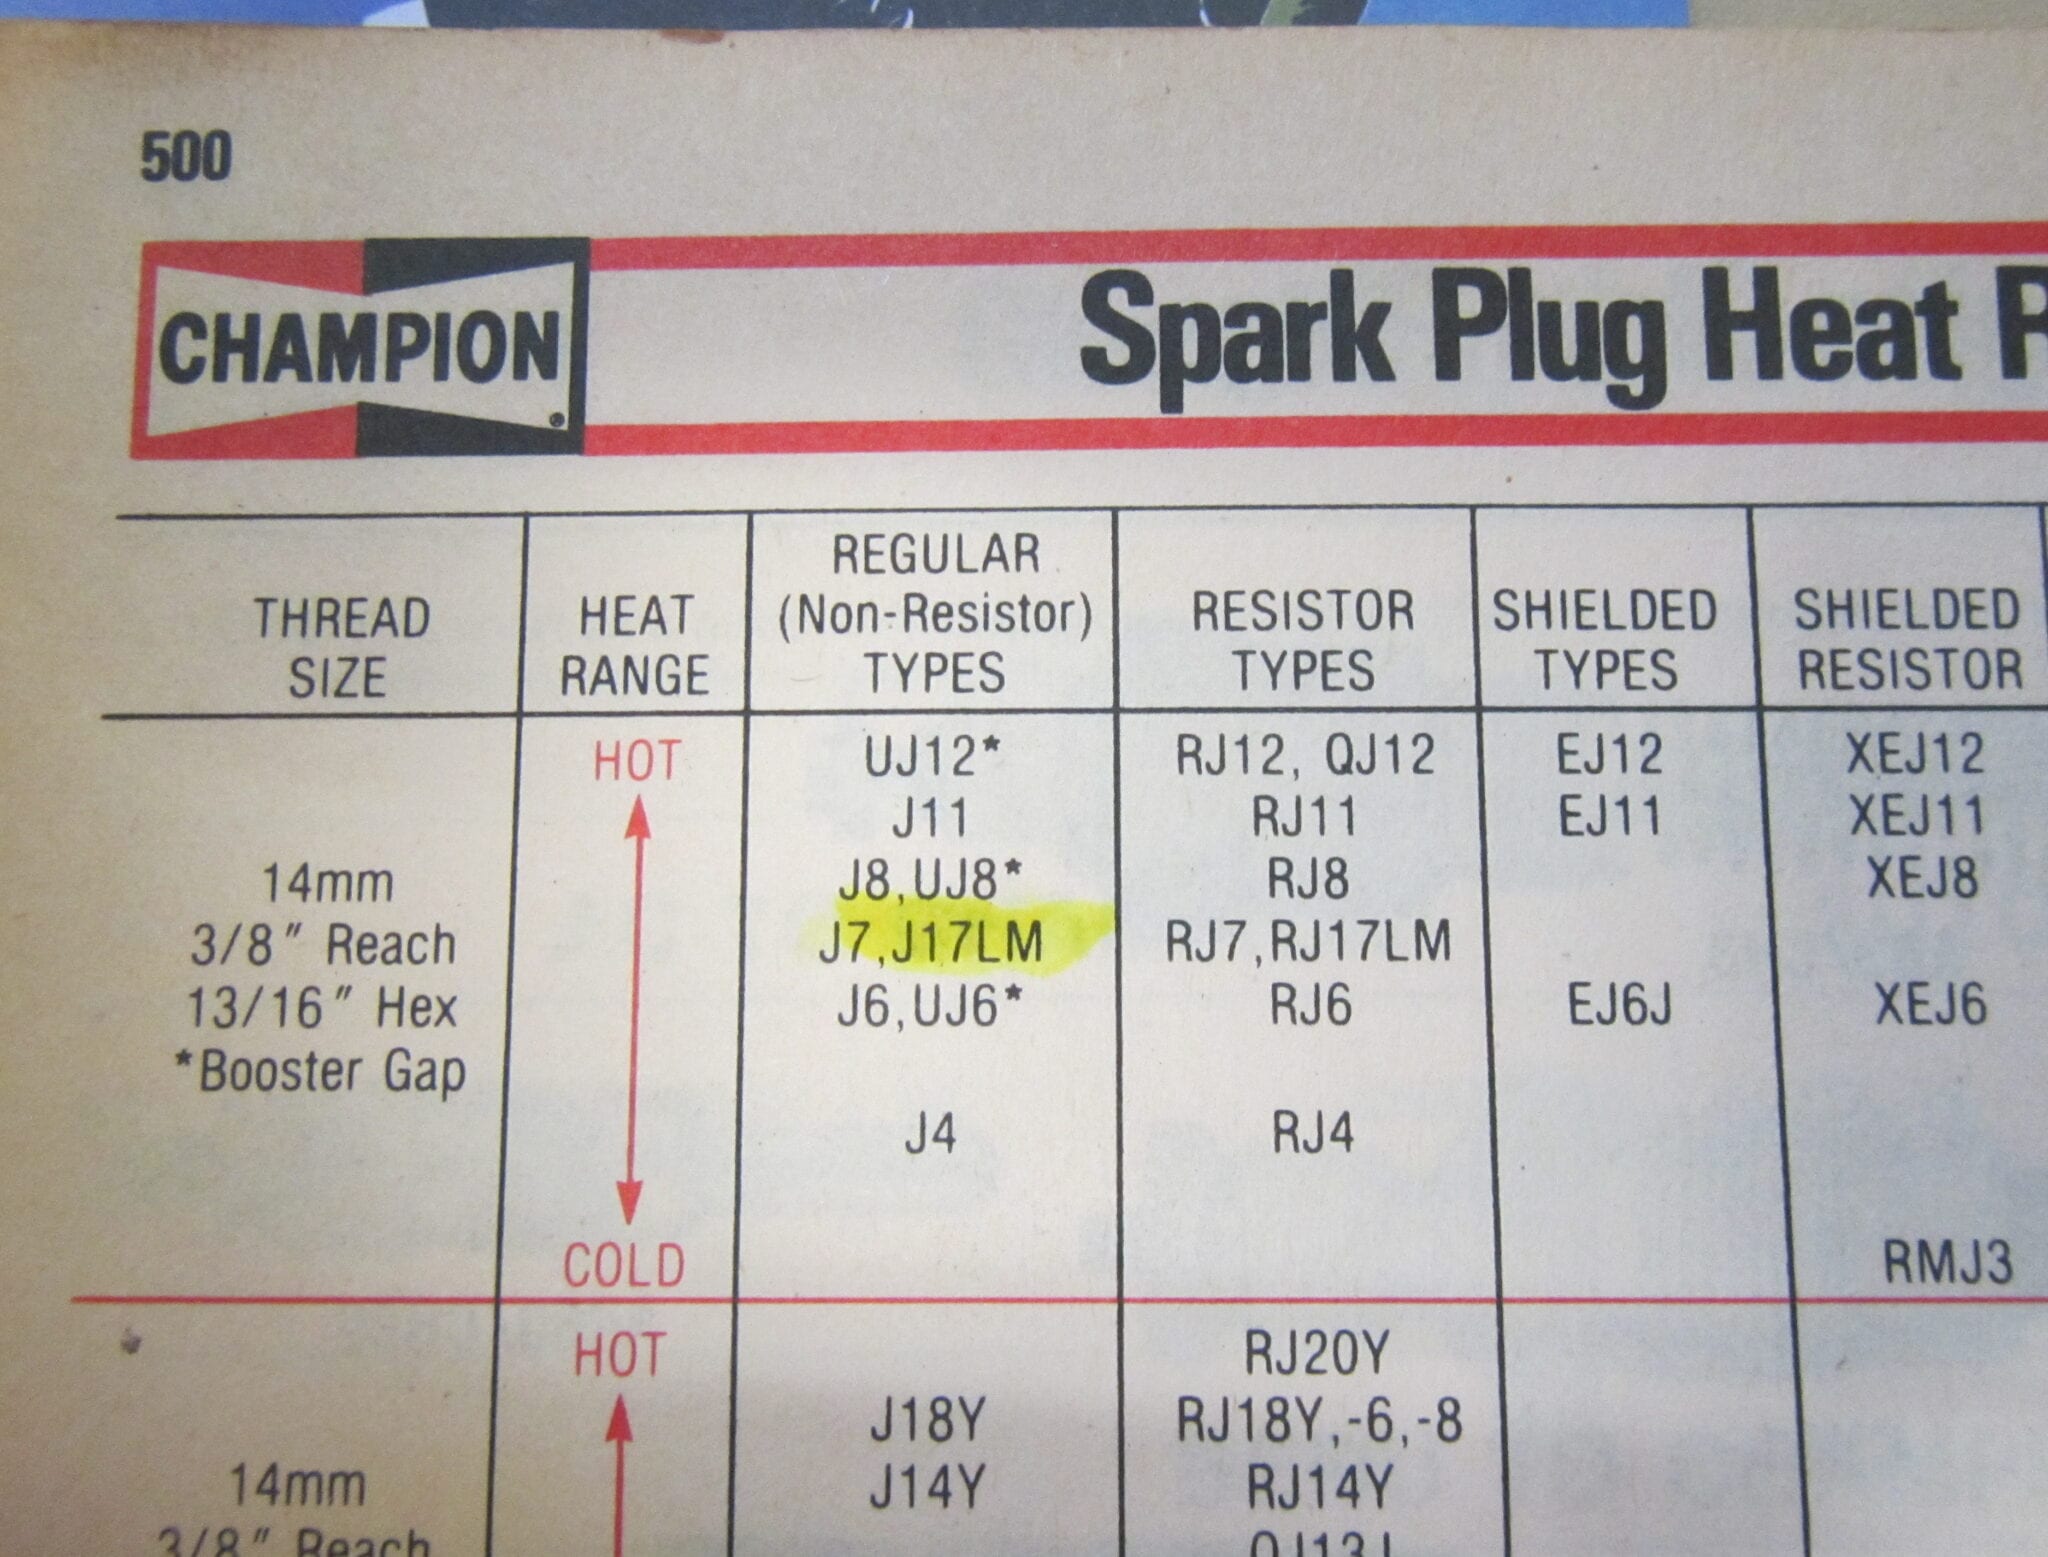 500
CHAMPION
Spark Plug Heat
THREAD SIZE
HEAT RANGE
REGULAR (Non-Resistor) TYPES
RESISTOR TYPES
SHIELDED TYPES
SHIELDED RESISTOR
HOT UJ12* RJ12, QJ12 EJ12 XEJ12
J11 RJ11 EJ11 XEJ11
14mm J8,UJ8* RJ8 XEJ8
3/8" Reach J7,J17LM RJ7,RJ17LM
13/16" Hex J6,UJ6* RJ6 EJ6J XEJ6
*Booster Gap
J4 RJ4
COLD RMJ3
HOT RJ20Y
J18Y RJ18Y,-6,-8
14mm J14Y RJ14Y
3/8" Reach